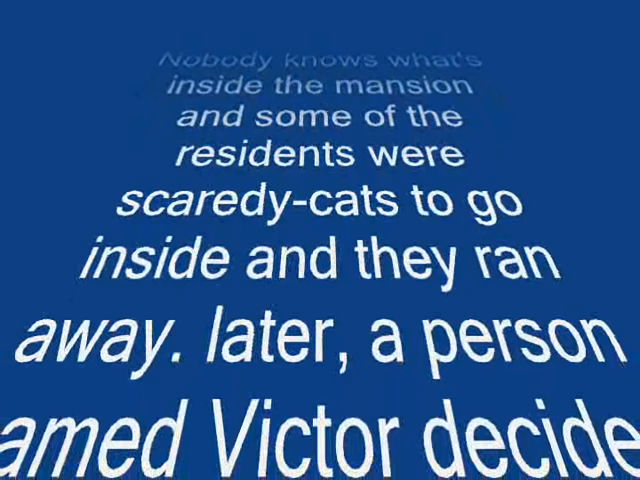 Nobody knows what's
inside the mansion
and some of the
residents were
scaredy-cats to go
inside and they ran
away. later, a person
amed Victor decide